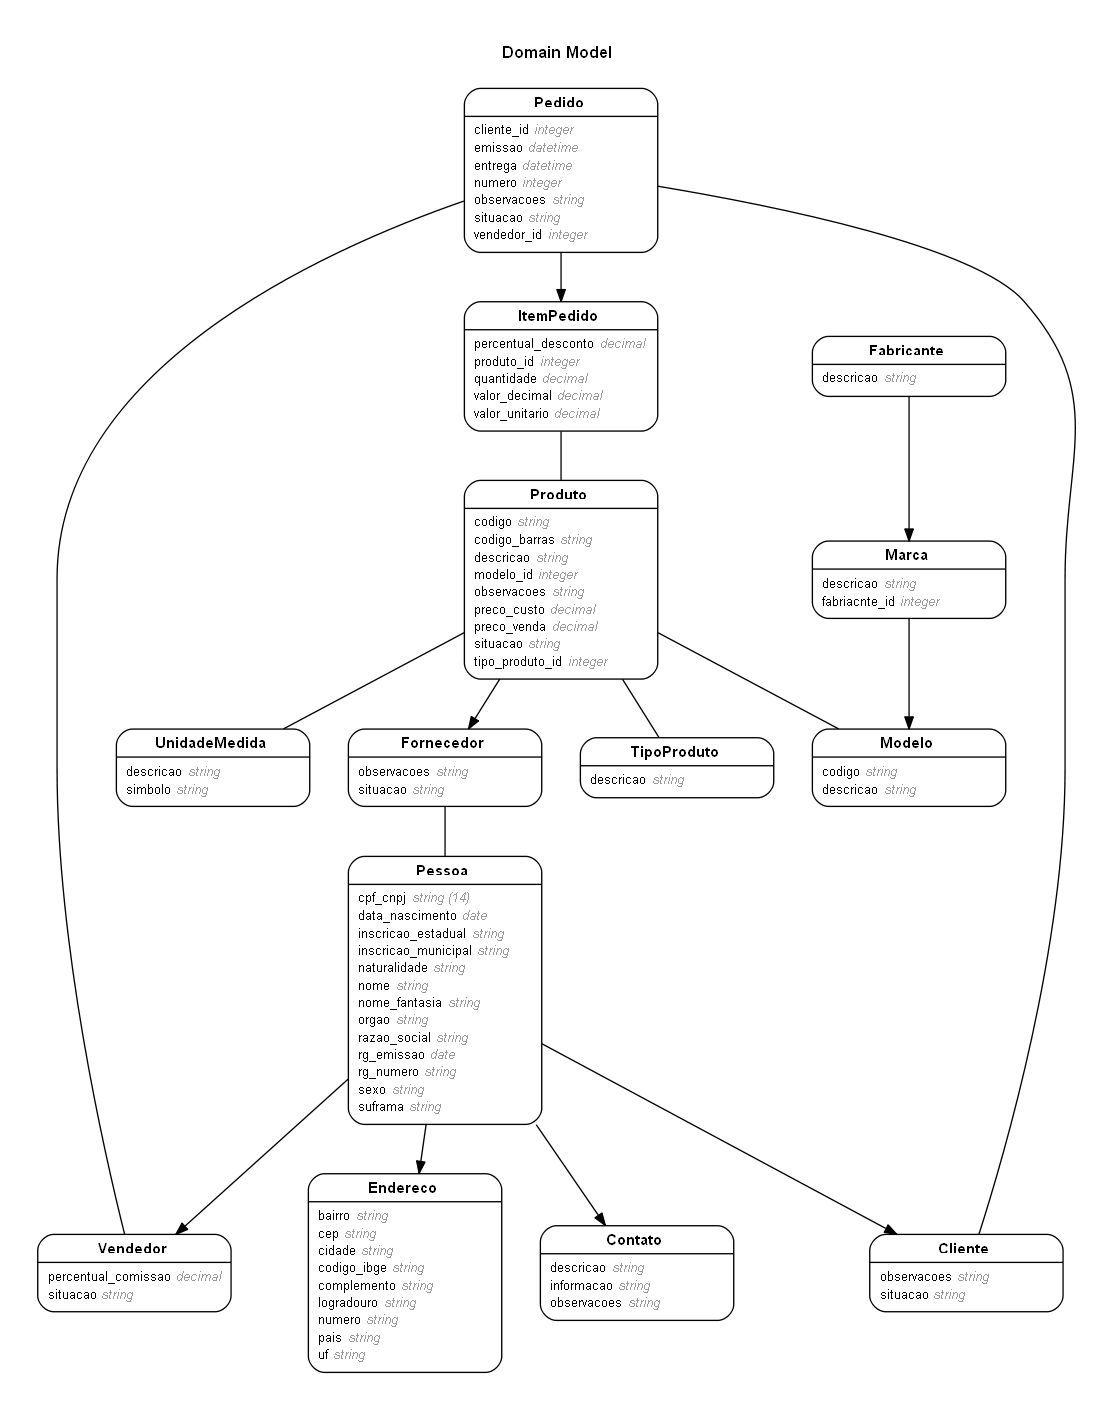 Domain Model
Pedido
cliente_id integer
emissao datetime
entrega datetime
numero integer
observacoes string
situacao string
vendedor_id integer
ItemPedido
percentual_desconto decimal
produto_id integer
quantidade decimal
valor_decimal decimal
valor_unitario decimal
Fabricante
descricao string
Produto
codigo string
codigo_barras string
descricao string
modelo_id integer
observacoes string
preco_custo decimal
preco_venda decimal
situacao string
tipo_produto_id integer
Marca
descricao string
fabriacnte_id integer
UnidadeMedida
descricao string
simbolo string
Fornecedor
observacoes string
situacao string
TipoProduto
descricao string
Modelo
codigo string
descricao string
Pessoa
cpf_cnpj string (14)
data_nascimento date
inscricao_estadual string
inscricao_municipal string
naturalidade string
nome string
nome_fantasia string
orgao string
razao_social string
rg_emissao date
rg_numero string
sexo string
suframa string
Vendedor
percentual_comissao decimal
situacao string
Endereco
bairro string
cep string
cidade string
codigo_ibge string
complemento string
logradouro string
numero string
pais string
uf string
Contato
descricao string
informacao string
observacoes string
Cliente
observacoes string
situacao string